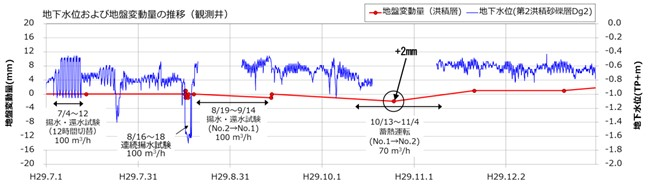 地下水位および地盤変動量の推移（観測井）
地盤変動量（洪積層）
地下水位(第2洪積砂礫層Dg2)
地盤変動量(mm)
20
16
12
8
4
0
-4
-8
-12
-16
-20
+2mm
7/4～12
揚水・還水試験
(12時間切替)
100 m³/h
8/16～18
連続揚水試験
100 m³/h
8/19～9/14
揚水・還水試験
(No.2→No.1)
100 m³/h
10/13～11/4
蓄熱運転
(No.1→No.2)
70 m³/h
H29.7.1
H29.7.31
H29.8.31
H29.10.1
H29.11.1
H29.12.2
0.0
-0.2
-0.4
-0.6
-0.8
-1.0
-1.2
-1.4
-1.6
-1.8
-2.0
地下水位(TP+m)